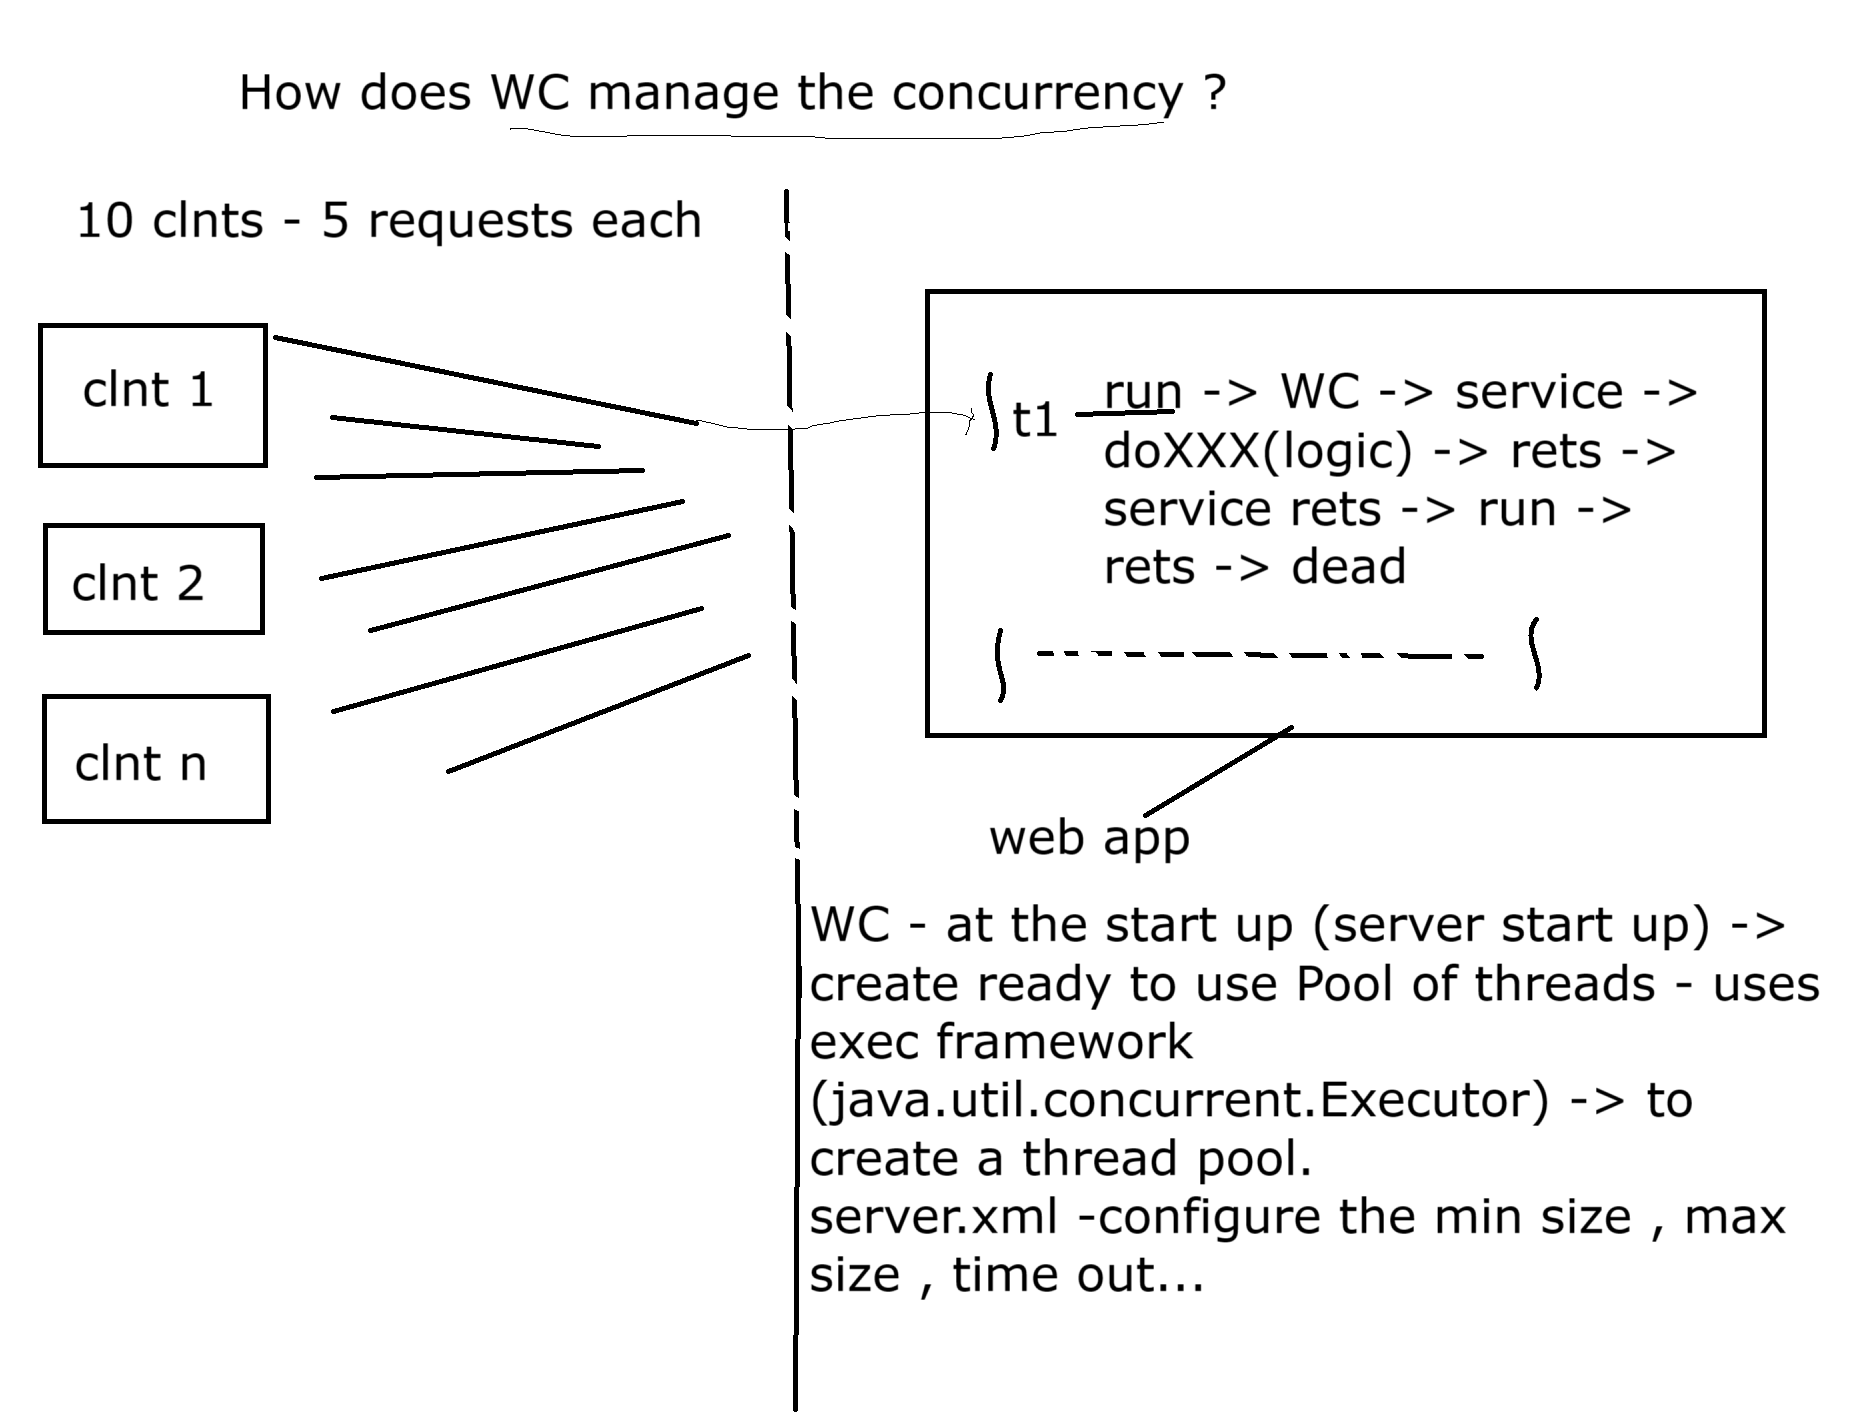 How does WC manage the concurrency ?
10 clnts - 5 requests each
clnt 1
clnt 2
clnt n
t1
run -> WC -> service ->
doXXX(logic) -> rets ->
service rets -> run ->
rets -> dead
web app
WC - at the start up (server start up) ->
create ready to use Pool of threads - uses
exec framework
(java.util.concurrent.Executor) -> to
create a thread pool.
server.xml -configure the min size , max
size , time out...